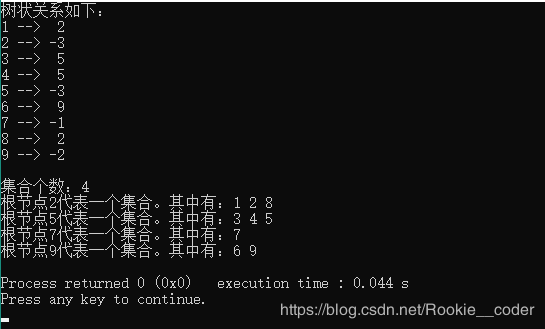 树状关系如下：
1 -->  2
2 --> -3
3 -->  5
4 -->  5
5 --> -3
6 -->  9
7 --> -1
8 -->  2
9 --> -2
集合个数：4
根节点2代表一个集合。其中有：1 2 8
根节点5代表一个集合。其中有：3 4 5
根节点7代表一个集合。其中有：7
根节点9代表一个集合。其中有：6 9
Process returned 0 (0x0)   execution time : 0.044 s
Press any key to continue.
https://blog.csdn.net/Rookie__coder